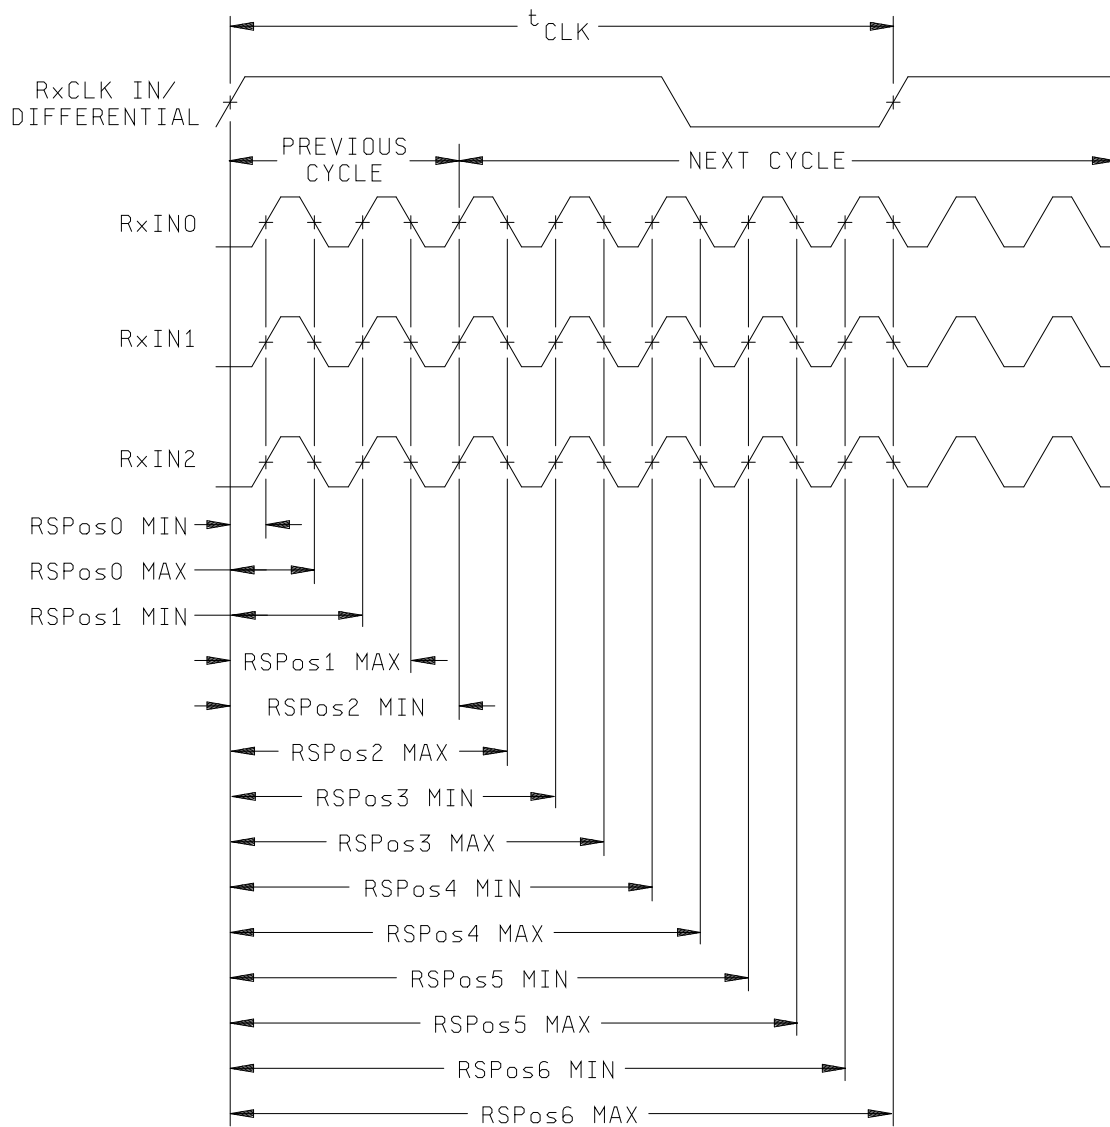 tCLK
RxCLK IN/
DIFFERENTIAL
PREVIOUS
CYCLE
NEXT CYCLE
RxIN0
RxIN1
RxIN2
RSPos0 MIN
RSPos0 MAX
RSPos1 MIN
RSPos1 MAX
RSPos2 MIN
RSPos2 MAX
RSPos3 MIN
RSPos3 MAX
RSPos4 MIN
RSPos4 MAX
RSPos5 MIN
RSPos5 MAX
RSPos6 MIN
RSPos6 MAX